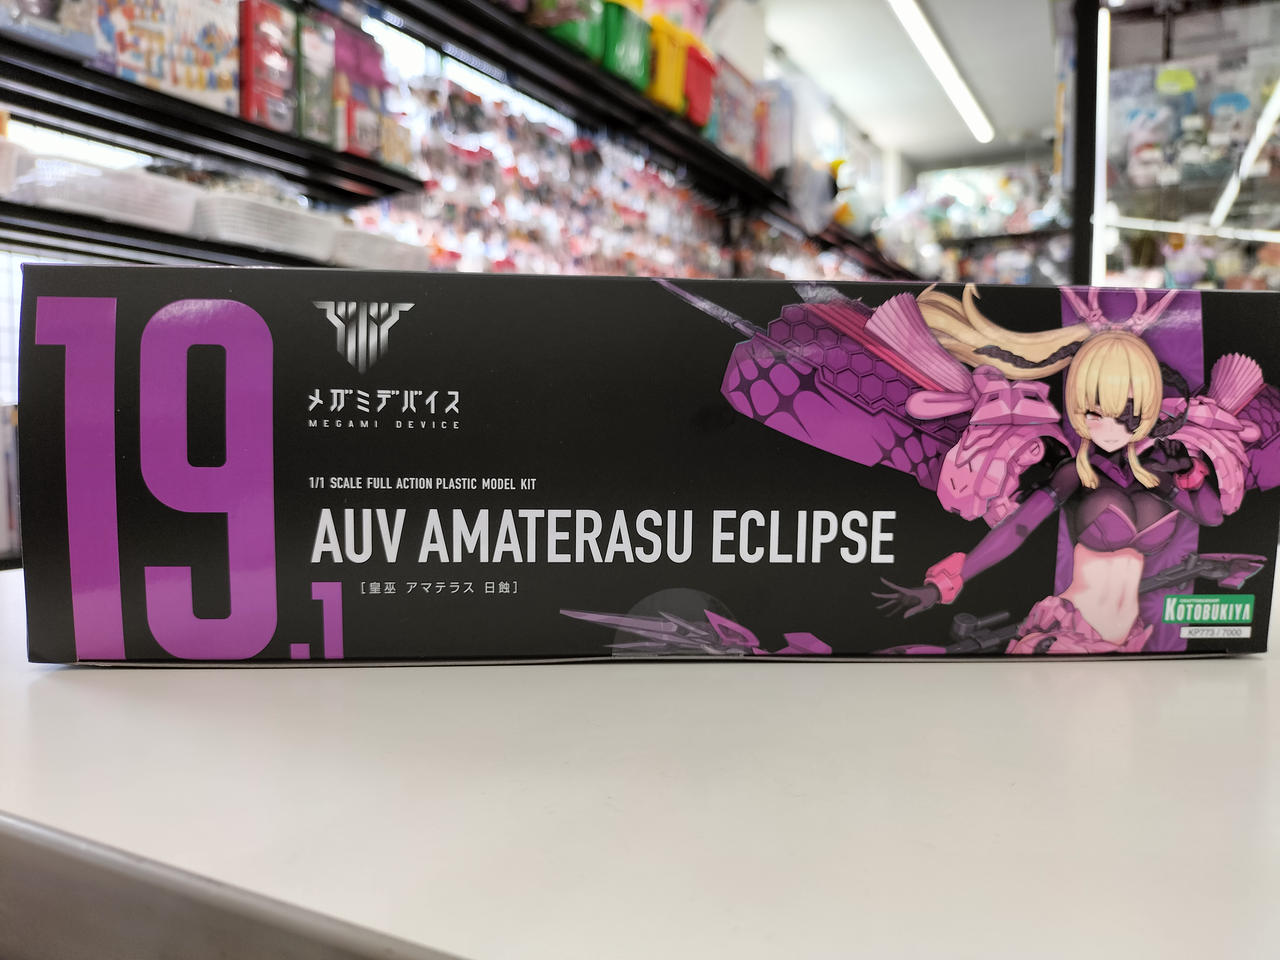 19.1
メガミデバイス
MEGAMI DEVICE
1/1 SCALE FULL ACTION PLASTIC MODEL KIT
AUV AMATERASU ECLIPSE
[皇巫 アマテラス 日蝕]
KOTOBUKIYA
KP773 / 7000